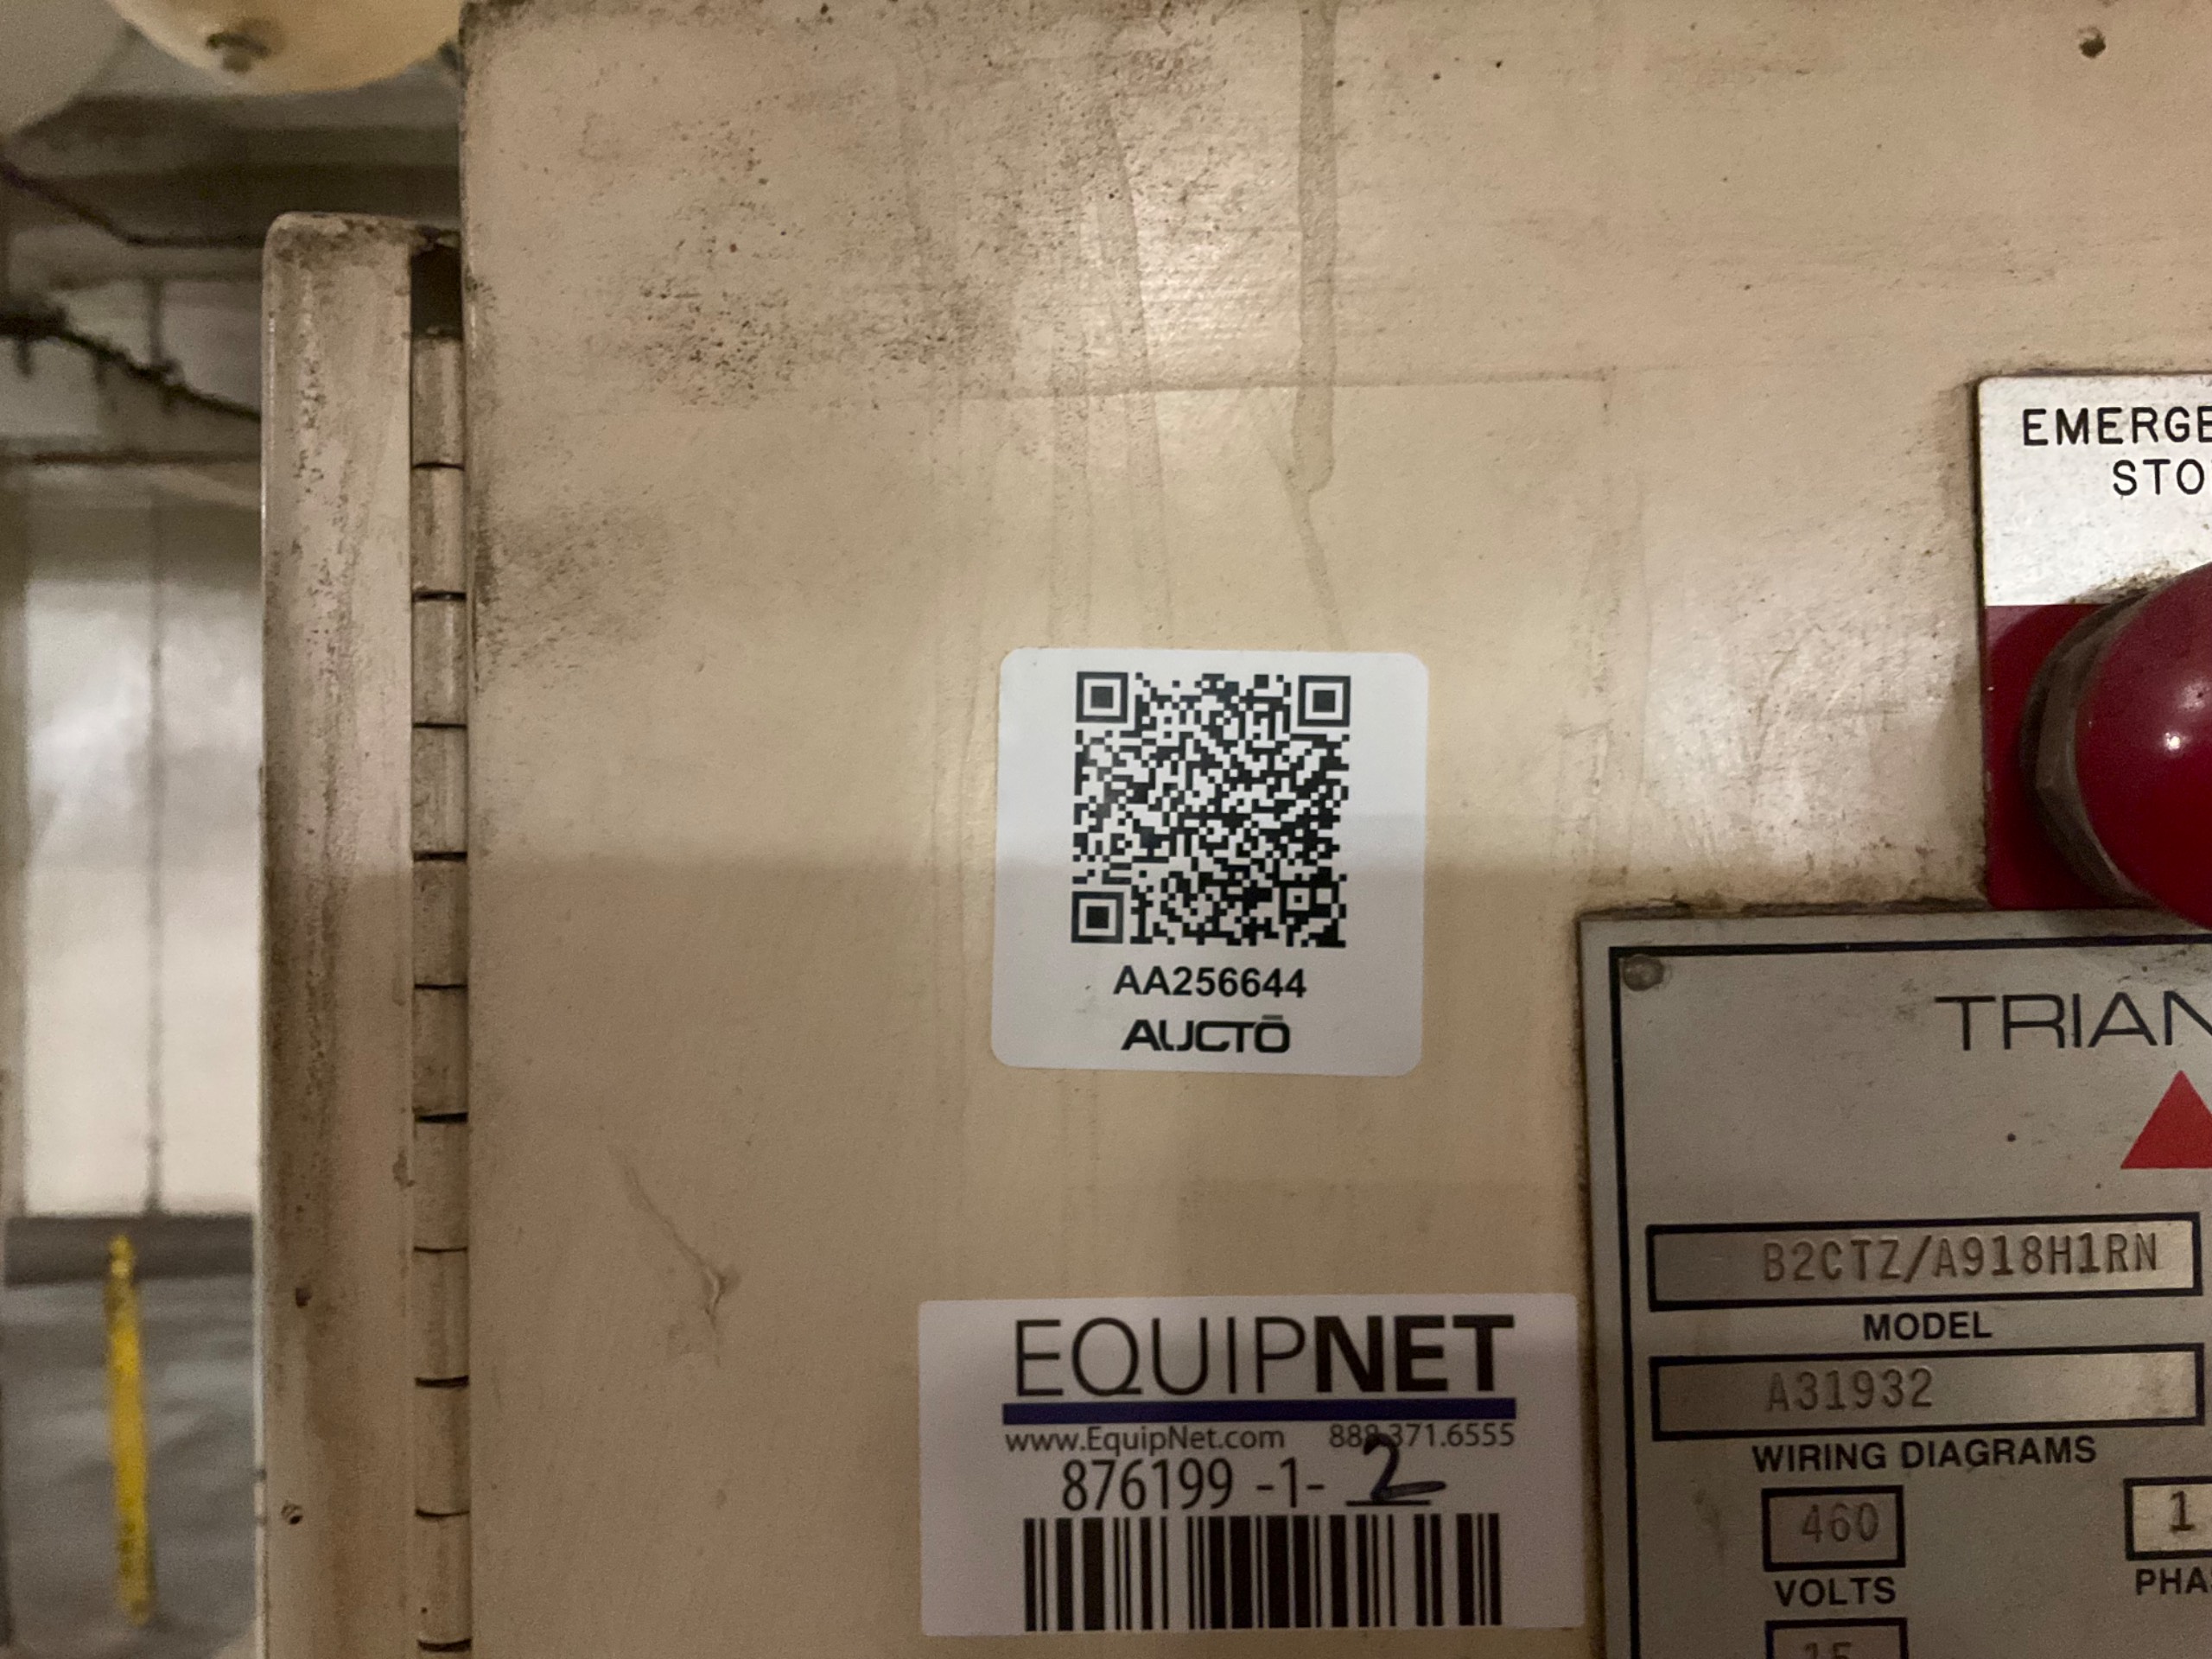 EMERGE
STO
AA256644
AUCTŌ
TRIAN
B2CTZ/A918H1RN
MODEL
A31932
WIRING DIAGRAMS
460
1
VOLTS
PHA
EQUIPNET
www.EquipNet.com 888.371.6555
876199 -1- 2